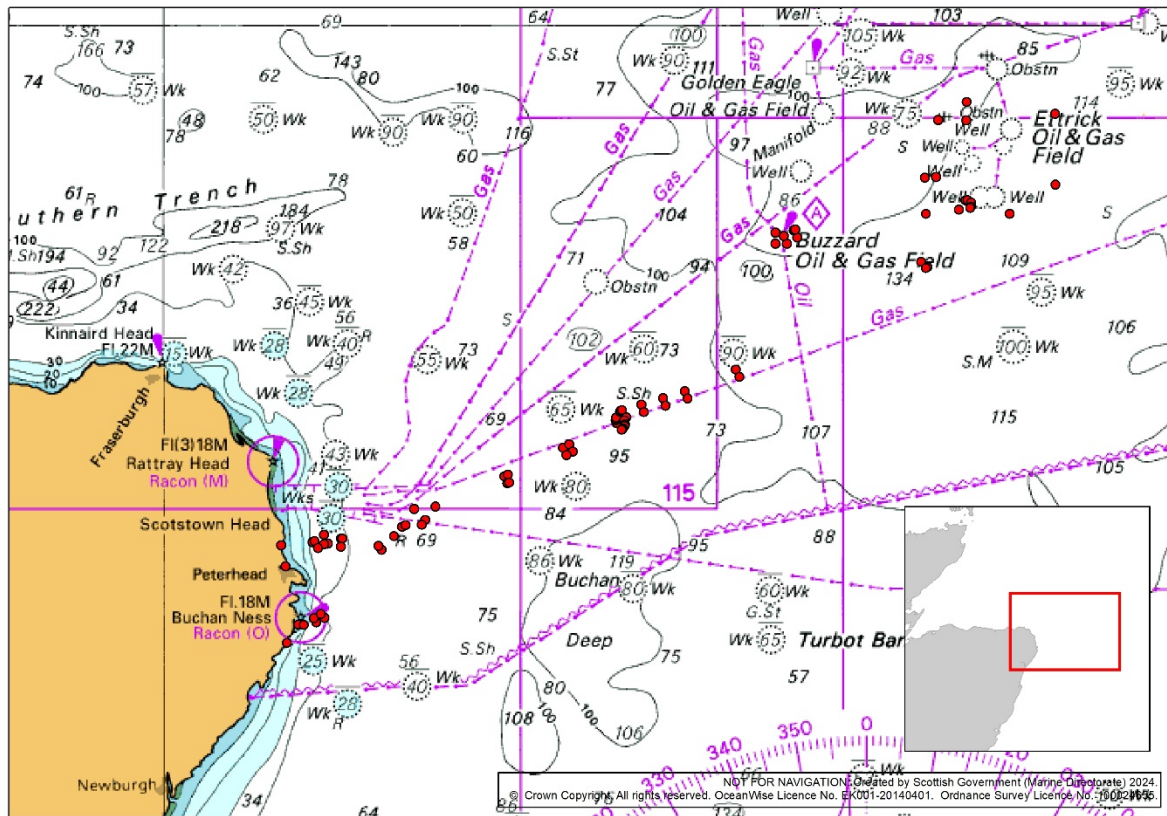 69
64
Well
103
S.Sh
166
73
S.St
100
105
Wk
85
143
74
80
62
57
Wk
90
Wk
111
77
Gas
92
Wk
Gas
Obstn
95
Wk
Golden Eagle
Oil & Gas Field
100
48
78
50
Wk
90
Wk
90
Wk
116
60
97
Manifold
88
Wk
75
Obstn
114
Ettrick
Oil & Gas
Field
Well
Well
Well
Well
Well
Well
S
61 R
uthern Trench
78
184
218
97
Wk
S.Sh
122
92
100
194
61
44
222
34
Wk
42
50
Wk
58
104
86
A
Buzzard
Oil & Gas Field
134
S
109
71
Obstn
100
94
100
Oil
Gas
95
Wk
106
36
45
Wk
56
40
Wk
R
49
Wk
28
Kinnaird Head
Fl.22M
15
Wk
Fraserburgh
30
20
10
S
73
55
Wk
102
Wk
60
73
90
Wk
S.M
100
Wk
115
Wk
28
S.Sh
65
Wk
69
73
107
95
Fl(3)18M
Rattray Head
Racon (M)
43
Wk
41
30
Wks
Scotstown Head
30
80
Wk
84
115
105
R
69
88
95
86
Wk
119
Buchan
80
Wk
60
Wk
G.St
Peterhead
Fl.18M
Buchan Ness
Racon (O)
75
Deep
75
Wk
65
Turbot Bar
57
25
Wk
S.Sh
56
40
Wk
28
Wk
R
80
100
108
100
106
Newburgh
34
64
330
340
350
0
NOT FOR NAVIGATION. Created by Scottish Government (Marine Directorate) 2024.
© Crown Copyright, All rights reserved. OceanWise Licence No. EK001-20140401. Ordnance Survey Licence No.